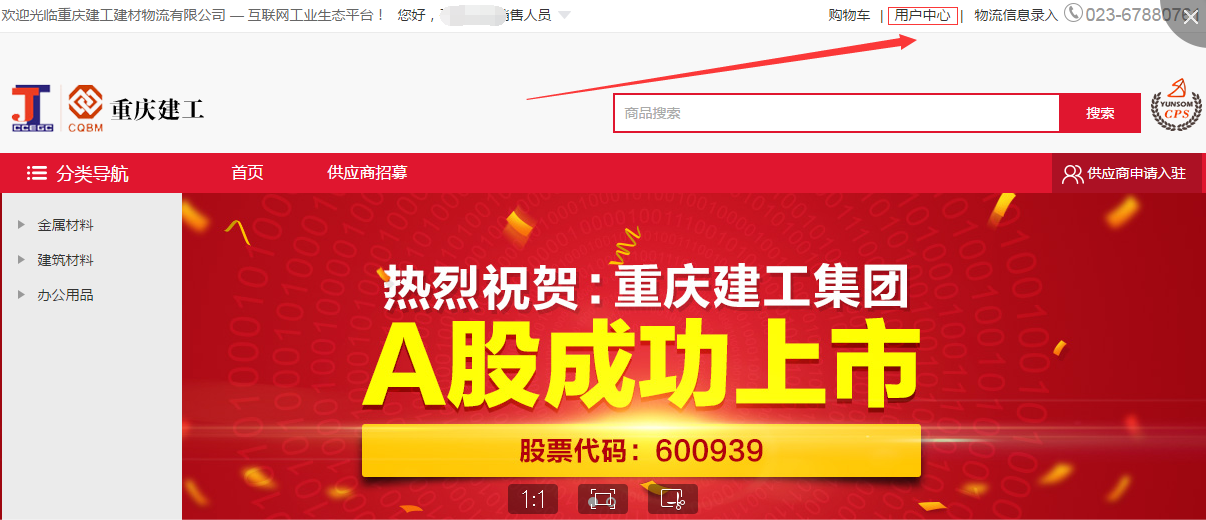 欢迎光临重庆建工建材物流有限公司 — 互联网工业生态平台！ 您好， 销售人员
购物车 | 用户中心 | 物流信息录入 023-67880761
JT
CCEGC
CQBM
重庆建工
商品搜索
搜索
YUNSOM
CPS
分类导航 首页 供应商招募 供应商申请入驻
金属材料
建筑材料
办公用品
热烈祝贺：重庆建工集团
A股成功上市
股票代码：600939
1:1